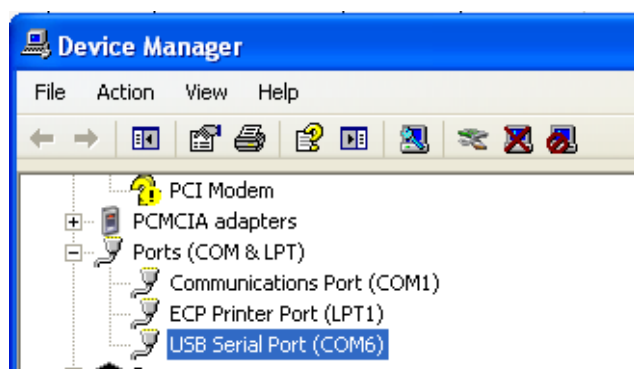 Device Manager
File Action View Help
PCI Modem
PCMCIA adapters
Ports (COM & LPT)
Communications Port (COM1)
ECP Printer Port (LPT1)
USB Serial Port (COM6)